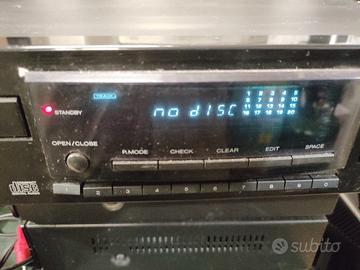 TRACK
1 2 3 4 5
6 7 8 9 10
11 12 13 14 15
16 17 18 19 20
no dISC
STANDBY
OPEN/CLOSE
P.MODE CHECK CLEAR EDIT SPACE
2 3 4 5 6 7 8 9 0
disc
subito